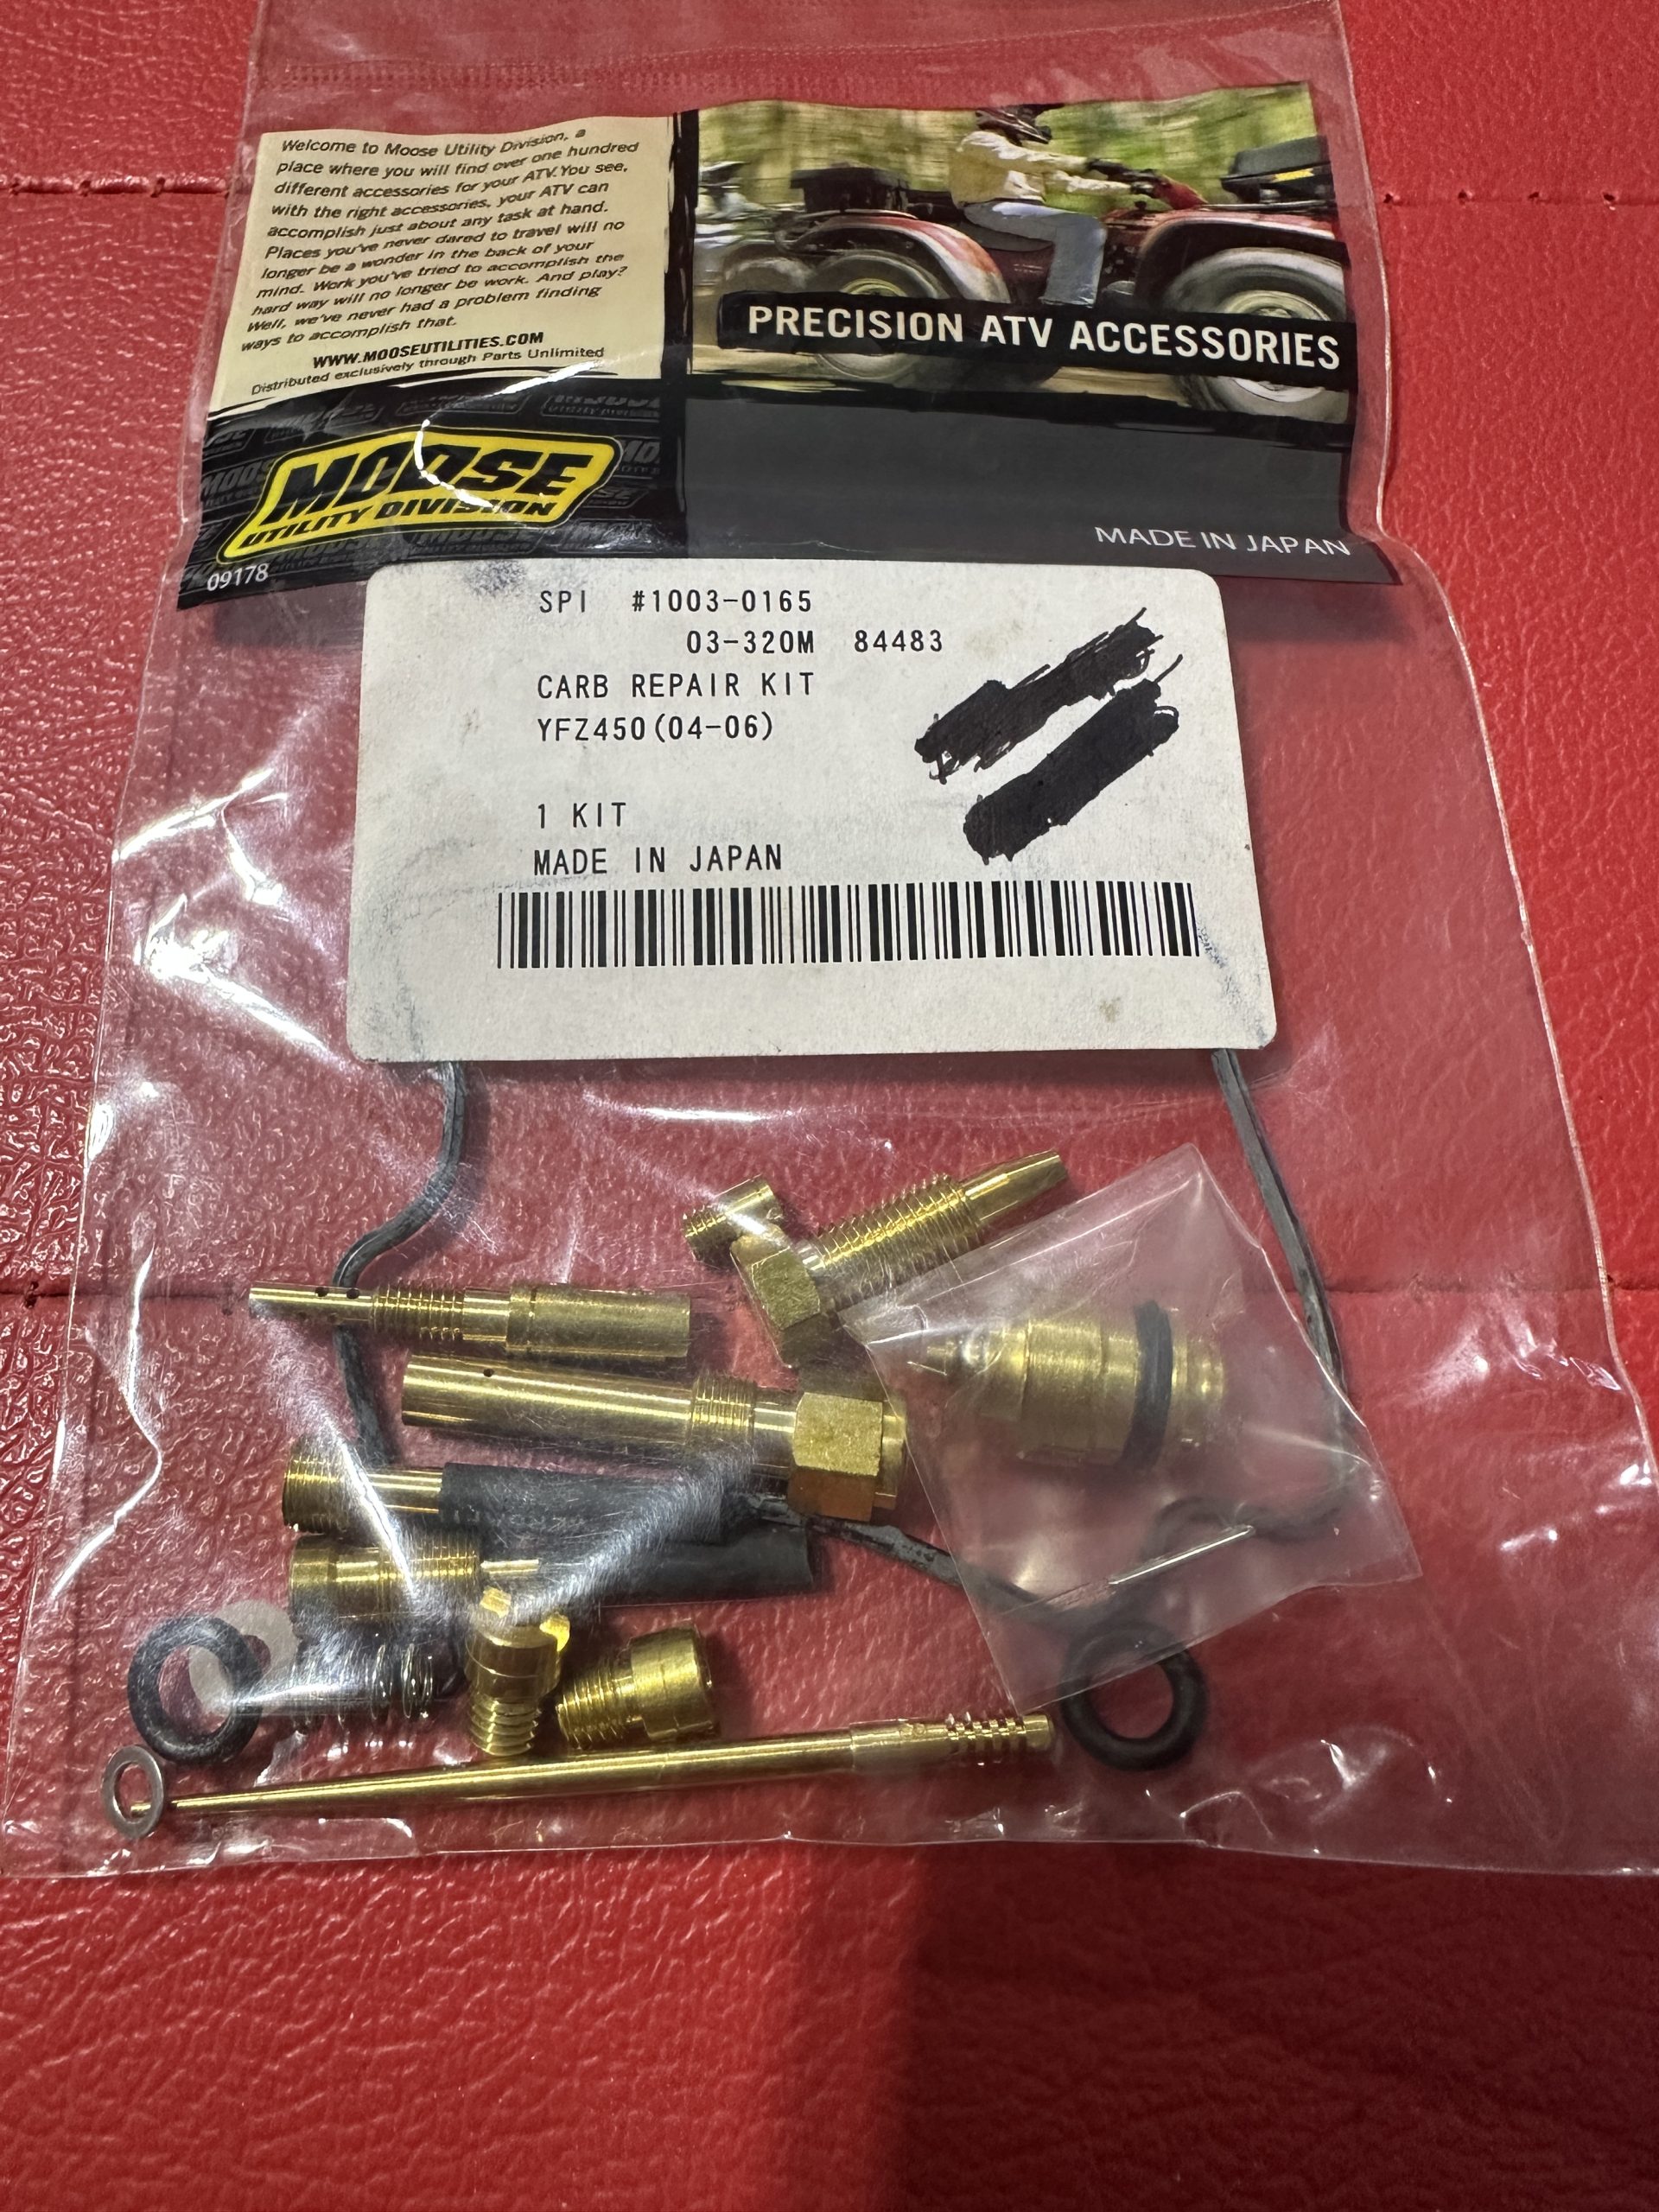 Welcome to Moose Utility Division, a
place where you will find over one hundred
different accessories for your ATV. You see,
with the right accessories, your ATV can
accomplish just about any task at hand.
Places you've never dared to travel will no
longer be a wonder in the back of your
mind. Work you've tried to accomplish the
hard way will no longer be work. And play?
Well, we've never had a problem finding
ways to accomplish that.
WWW.MOOSEUTILITIES.COM
Distributed exclusively through Parts Unlimited
PRECISION ATV ACCESSORIES
MOOSE
UTILITY DIVISION
09178
MADE IN JAPAN
SPI #1003-0165
03-320M 84483
CARB REPAIR KIT
YFZ450(04-06)
1 KIT
MADE IN JAPAN